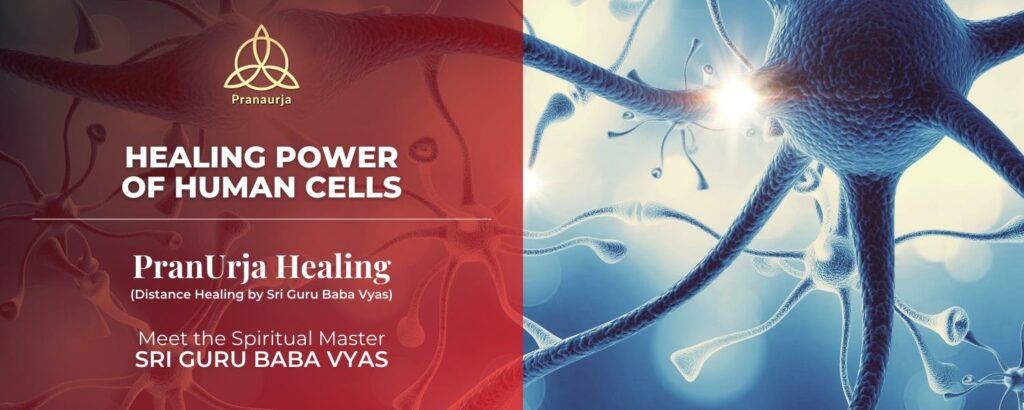 Pranaurja
HEALING POWER
OF HUMAN CELLS
PranUrja Healing
(Distance Healing by Sri Guru Baba Vyas)
Meet the Spiritual Master
SRI GURU BABA VYAS